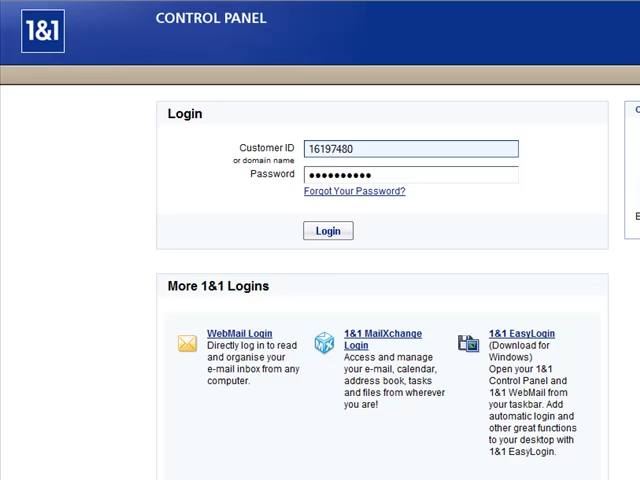 1&1
CONTROL PANEL
Login
Customer ID
16197480
or domain name
Password
●●●●●●●●●●
Forgot Your Password?
Login
More 1&1 Logins
WebMail Login
Directly log in to read
and organise your
e-mail inbox from any
computer.
1&1 MailXchange
Login
Access and manage
your e-mail, calendar,
address book, tasks
and files from wherever
you are!
1&1 EasyLogin
(Download for
Windows)
Open your 1&1
Control Panel and
1&1 WebMail from
your taskbar. Add
automatic login and
other great functions
to your desktop with
1&1 EasyLogin.